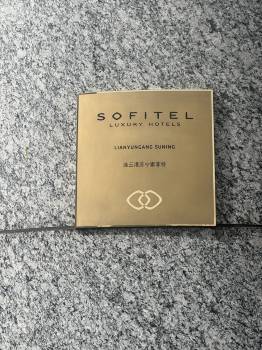 SOFITEL
LUXURY HOTELS
LIANYUNGANG SUNING
连云港苏宁索菲特